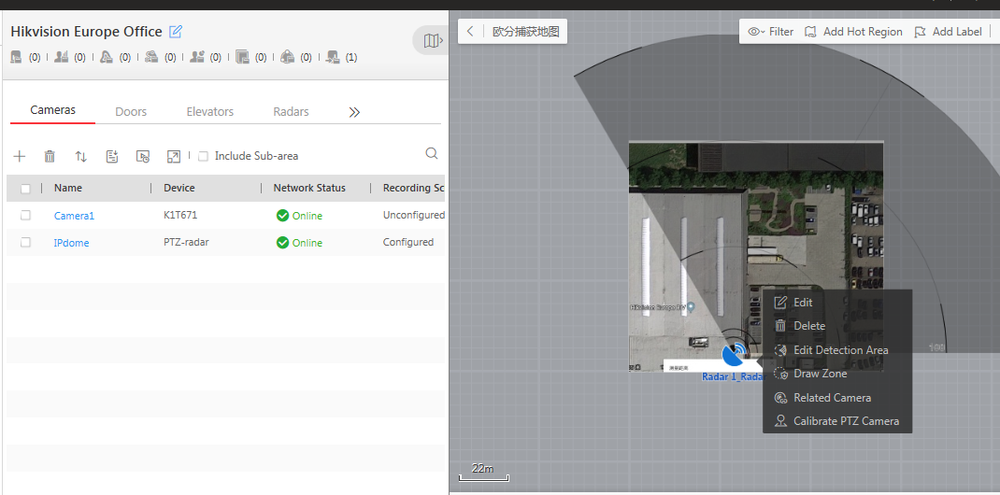 Hikvision Europe Office
(0) (0) (0) (0) (0) (0) (0) (1)
Cameras Doors Elevators Radars
Include Sub-area
Name Device Network Status Recording Sc
Camera1 K1T671 Online Unconfigured
IPdome PTZ-radar Online Configured
欧分捕获地图
Filter Add Hot Region Add Label
Hikvision Europe BV
100
Radar 1_Radar
Edit
Delete
Edit Detection Area
Draw Zone
Related Camera
Calibrate PTZ Camera
22m